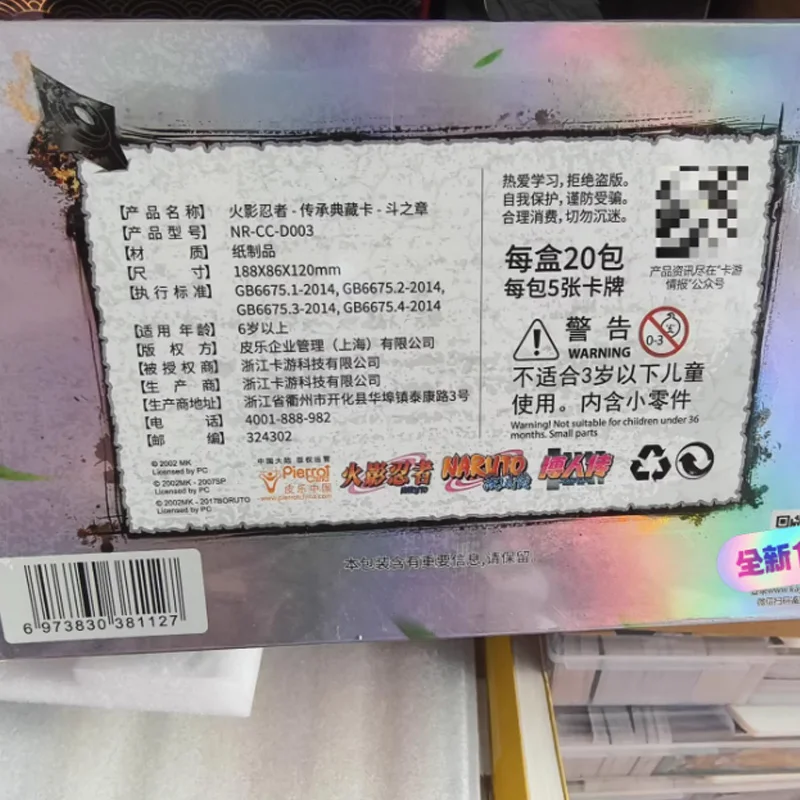 【产品名称】 火影忍者 - 传承典藏卡 - 斗之章
【产品型号】 NR-CC-D003
【材 质】 纸制品
【尺 寸】 188X86X120mm
【执行标准】 GB6675.1-2014, GB6675.2-2014,
GB6675.3-2014, GB6675.4-2014
【适用年龄】 6岁以上
【版权方】 皮乐企业管理（上海）有限公司
【被授权商】 浙江卡游科技有限公司
【生产商】 浙江卡游科技有限公司
【生产商地址】 浙江省衢州市开化县华埠镇泰康路3号
【电 话】 4001-888-982
【邮 编】 324302
© 2002 MK
Licensed by PC
© 2002MK - 2007SP
Licensed by PC
© 2002MK - 2017BORUTO
Licensed by PC
中国大陆 版权运营
Pierrot
皮乐中国
www.pierrotchina.com
火影忍者
NARUTO
NARUTO
博人传
热爱学习, 拒绝盗版。
自我保护, 谨防受骗。
合理消费, 切勿沉迷。
产品资讯尽在"卡游
情报"公众号
每盒20包
每包5张卡牌
警告
WARNING
0-3
不适合3岁以下儿童
使用。内含小零件
Warning! Not suitable for children under 36
months. Small parts
本包装含有重要信息, 请保留
6 973830 381127
全新